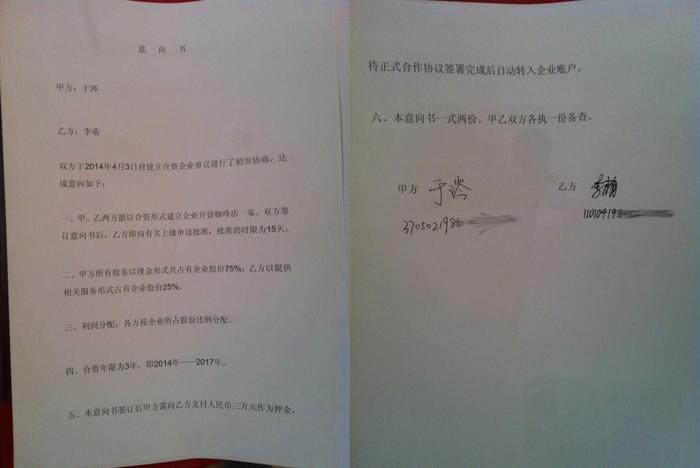 意 向 书
甲方：于涔
乙方：李萌
双方于2014年4月3日对建立合资企业事宜进行了初步协商，达
成意向如下：
一、甲、乙两方愿以合资形式建立企业开设咖啡店一家，双方签
订意向书后，乙方即向有关上级申请批准，批准的时限为15天。
二、甲方所有股东以现金形式共占有企业股份75%；乙方以提供
相关服务形式占有企业股份25%。
三、利润分配：各方按企业所占股份比例分配。
四、合资年限为3年，即2014年——2017年。
五、本意向书签订后甲方需向乙方支付人民币三万元作为押金，
待正式合作协议签署完成后自动转入企业账户。
六、本意向书一式两份。甲乙双方各执一份备查。
甲方 于涔 乙方 李萌
370502198 11010419